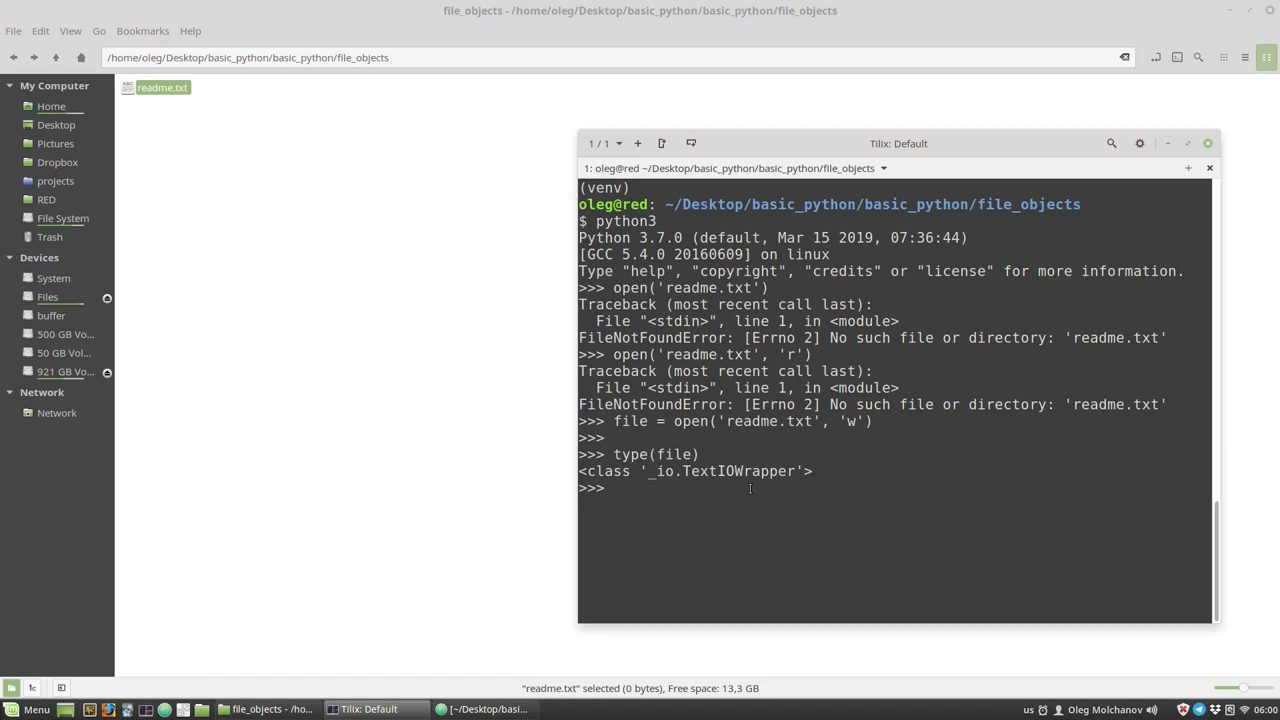 file_objects - /home/oleg/Desktop/basic_python/basic_python/file_objects
File Edit View Go Bookmarks Help
/home/oleg/Desktop/basic_python/basic_python/file_objects
My Computer
Home
Desktop
Pictures
Dropbox
projects
RED
File System
Trash
Devices
System
Files
buffer
500 GB Vo...
50 GB Vol...
921 GB Vo...
Network
Network
ABC
readme.txt
1 / 1
Tilix: Default
1: oleg@red ~/Desktop/basic_python/basic_python/file_objects
(venv)
oleg@red: ~/Desktop/basic_python/basic_python/file_objects
$ python3
Python 3.7.0 (default, Mar 15 2019, 07:36:44)
[GCC 5.4.0 20160609] on linux
Type "help", "copyright", "credits" or "license" for more information.
>>> open('readme.txt')
Traceback (most recent call last):
  File "<stdin>", line 1, in <module>
FileNotFoundError: [Errno 2] No such file or directory: 'readme.txt'
>>> open('readme.txt', 'r')
Traceback (most recent call last):
  File "<stdin>", line 1, in <module>
FileNotFoundError: [Errno 2] No such file or directory: 'readme.txt'
>>> file = open('readme.txt', 'w')
>>>
>>> type(file)
<class '_io.TextIOWrapper'>
>>>
"readme.txt" selected (0 bytes), Free space: 13,3 GB
Menu
file_objects - /ho...
Tilix: Default
[~/Desktop/basi...
us
Oleg Molchanov
06:00